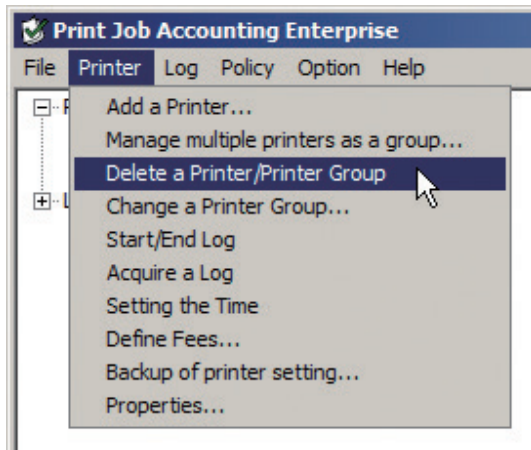 Print Job Accounting Enterprise
File Printer Log Policy Option Help
Add a Printer...
Manage multiple printers as a group...
Delete a Printer/Printer Group
Change a Printer Group...
Start/End Log
Acquire a Log
Setting the Time
Define Fees...
Backup of printer setting...
Properties...